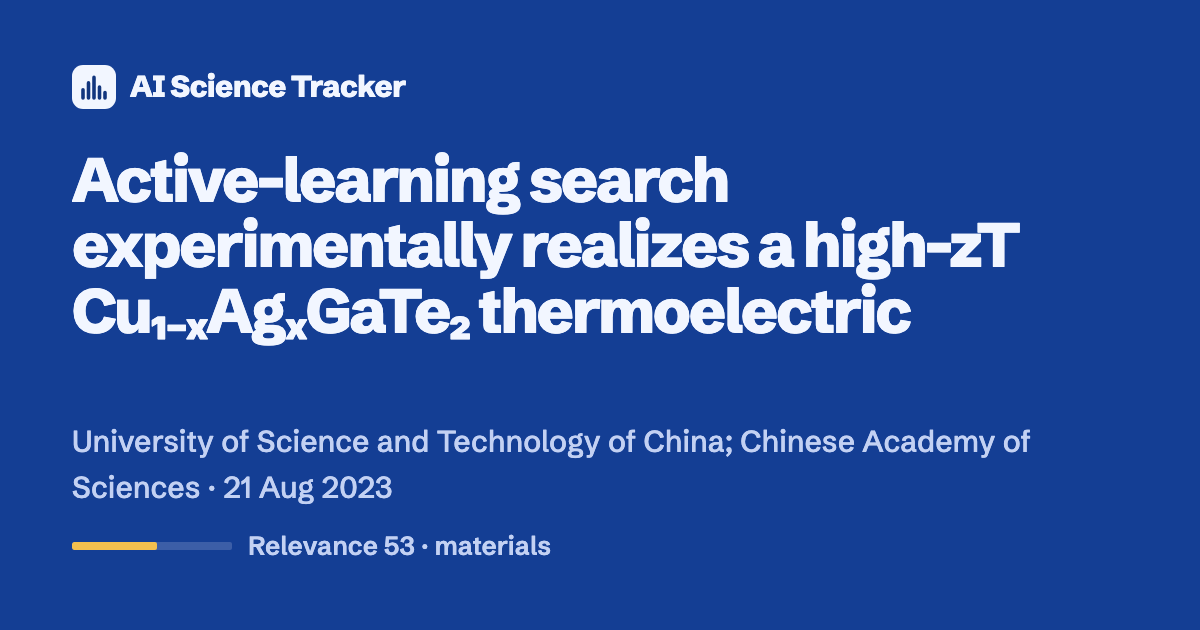 AI Science Tracker
Active-learning search
experimentally realizes a high-zT
Cu₁₋ₓAgₓGaTe₂ thermoelectric
University of Science and Technology of China; Chinese Academy of
Sciences · 21 Aug 2023
Relevance 53 · materials